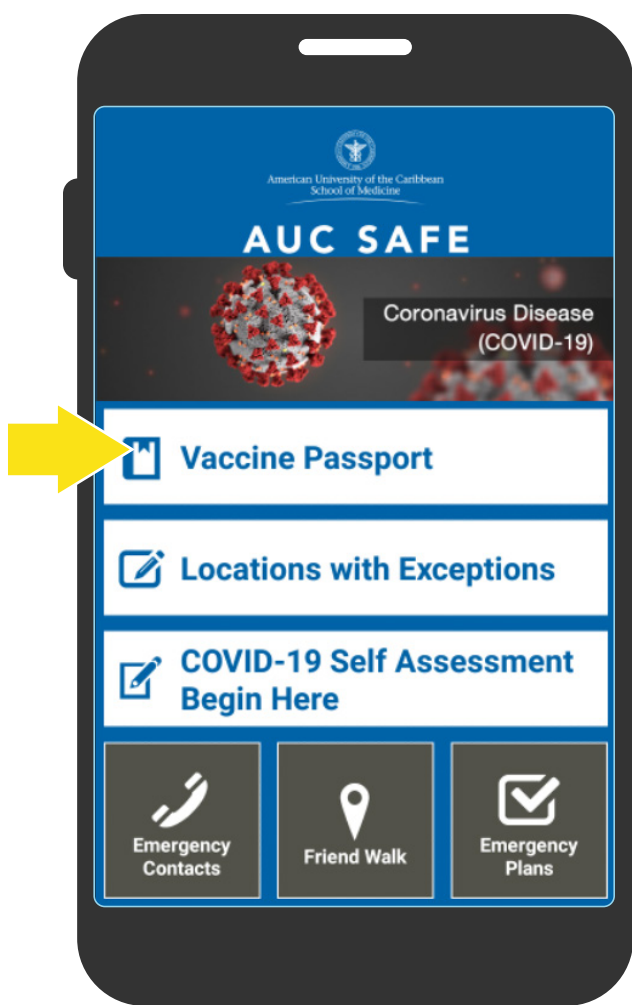 American University of the Caribbean
School of Medicine
AUC SAFE
Coronavirus Disease
(COVID-19)
Vaccine Passport
Locations with Exceptions
COVID-19 Self Assessment
Begin Here
Emergency
Contacts
Friend Walk
Emergency
Plans